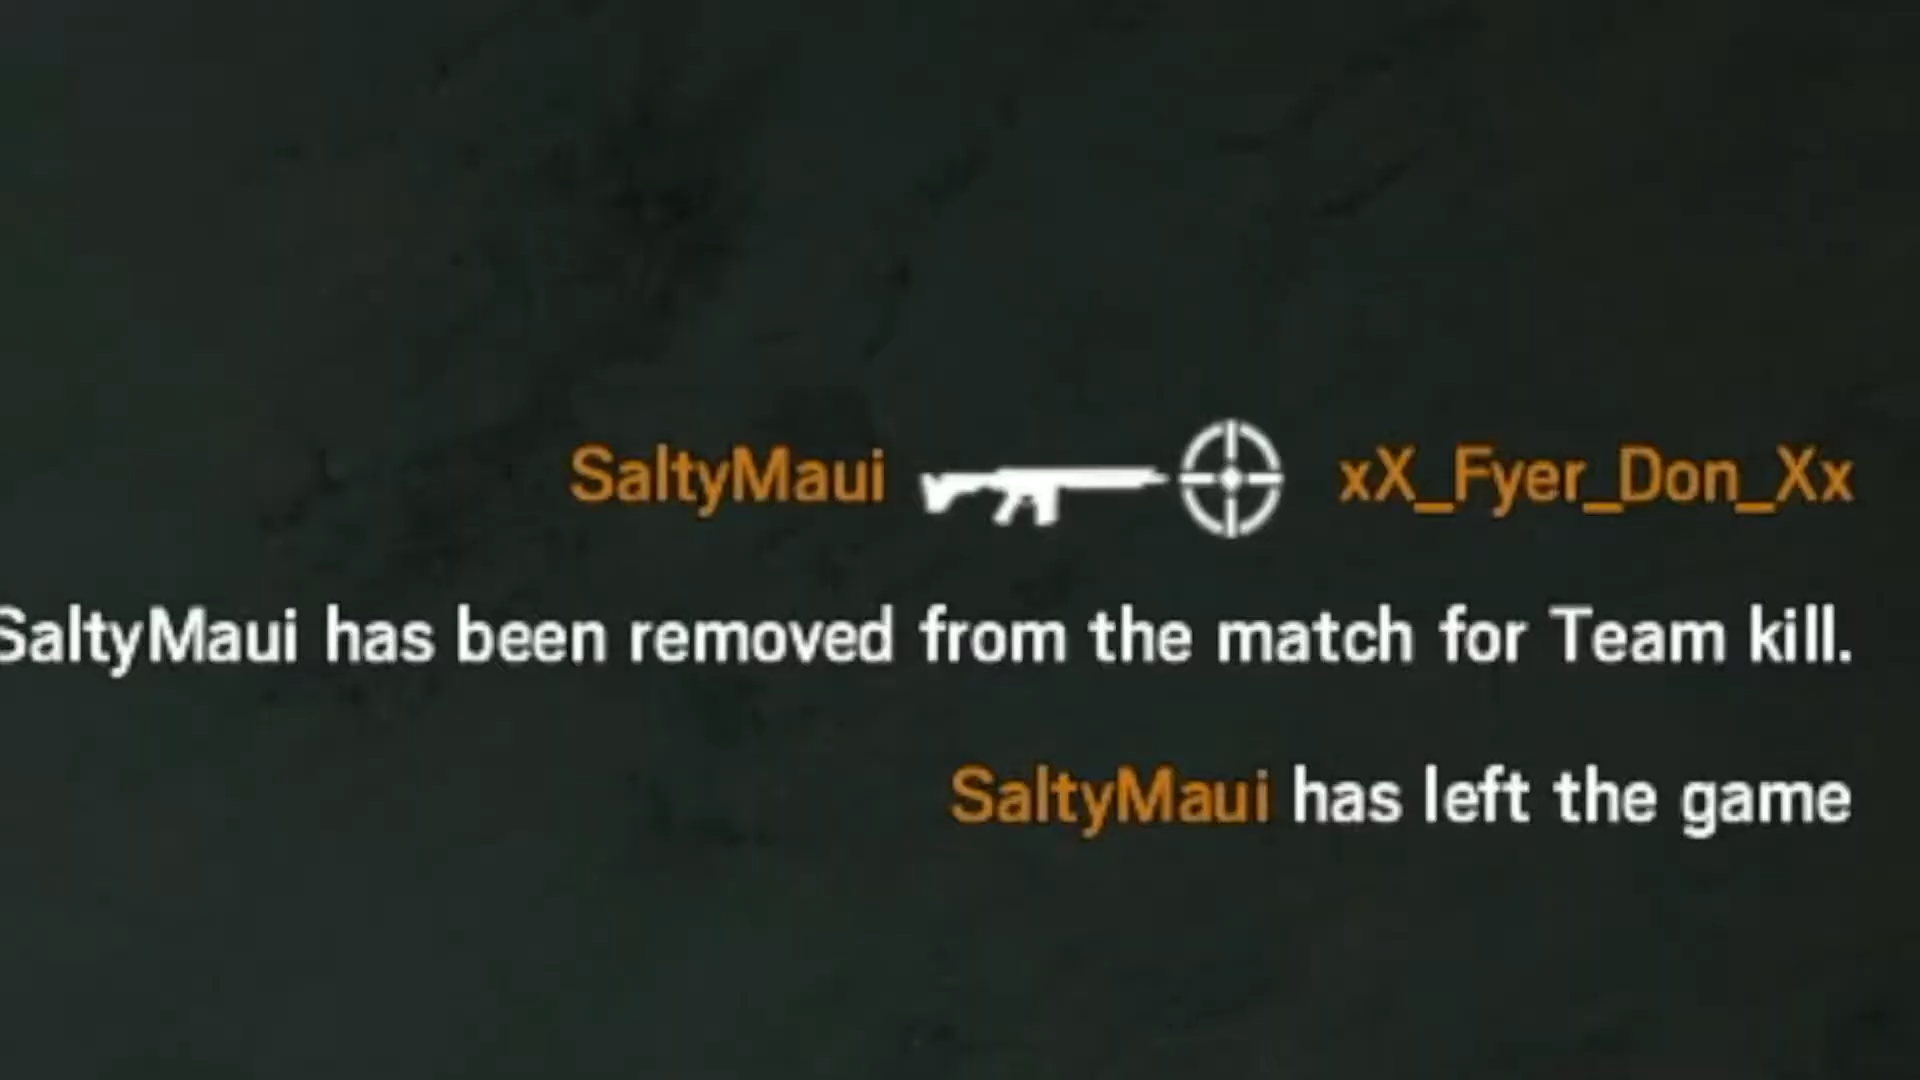 SaltyMaui xX_Fyer_Don_Xx
SaltyMaui has been removed from the match for Team kill.
SaltyMaui has left the game